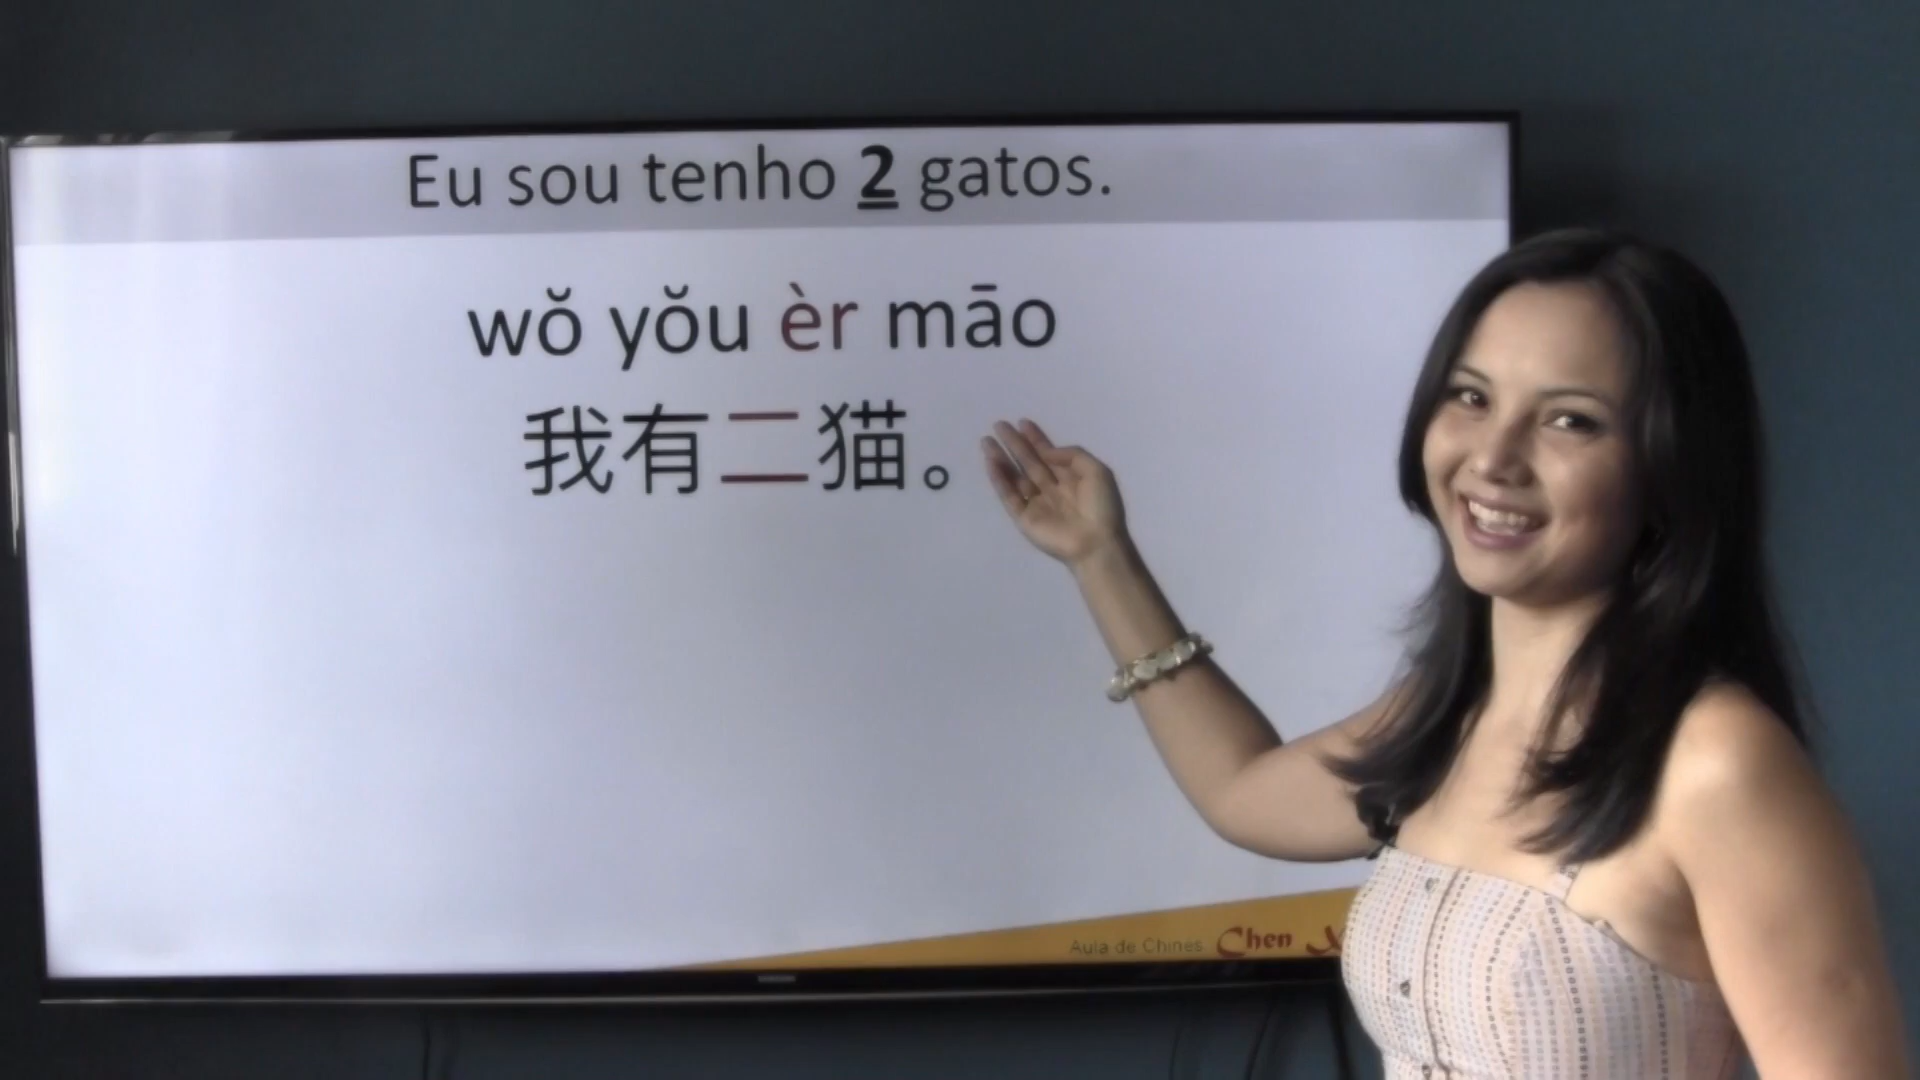 Eu sou tenho 2 gatos.
wǒ yǒu èr māo
我有二猫。
Aula de Chines Chen